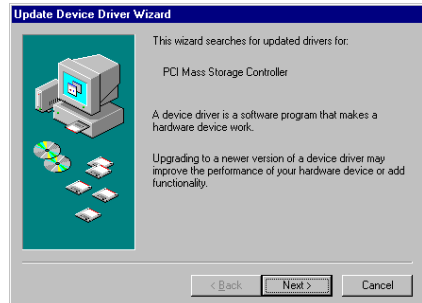 Update Device Driver Wizard
This wizard searches for updated drivers for:
PCI Mass Storage Controller
A device driver is a software program that makes a
hardware device work.
Upgrading to a newer version of a device driver may
improve the performance of your hardware device or add
functionality.
< Back
Next >
Cancel